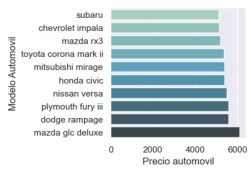 subaru
chevrolet impala
mazda rx3
toyota corona mark ii
mitsubishi mirage
honda civic
nissan versa
plymouth fury iii
dodge rampage
mazda glc deluxe
Modelo Automovil
0 2000 4000 6000
Precio automovil